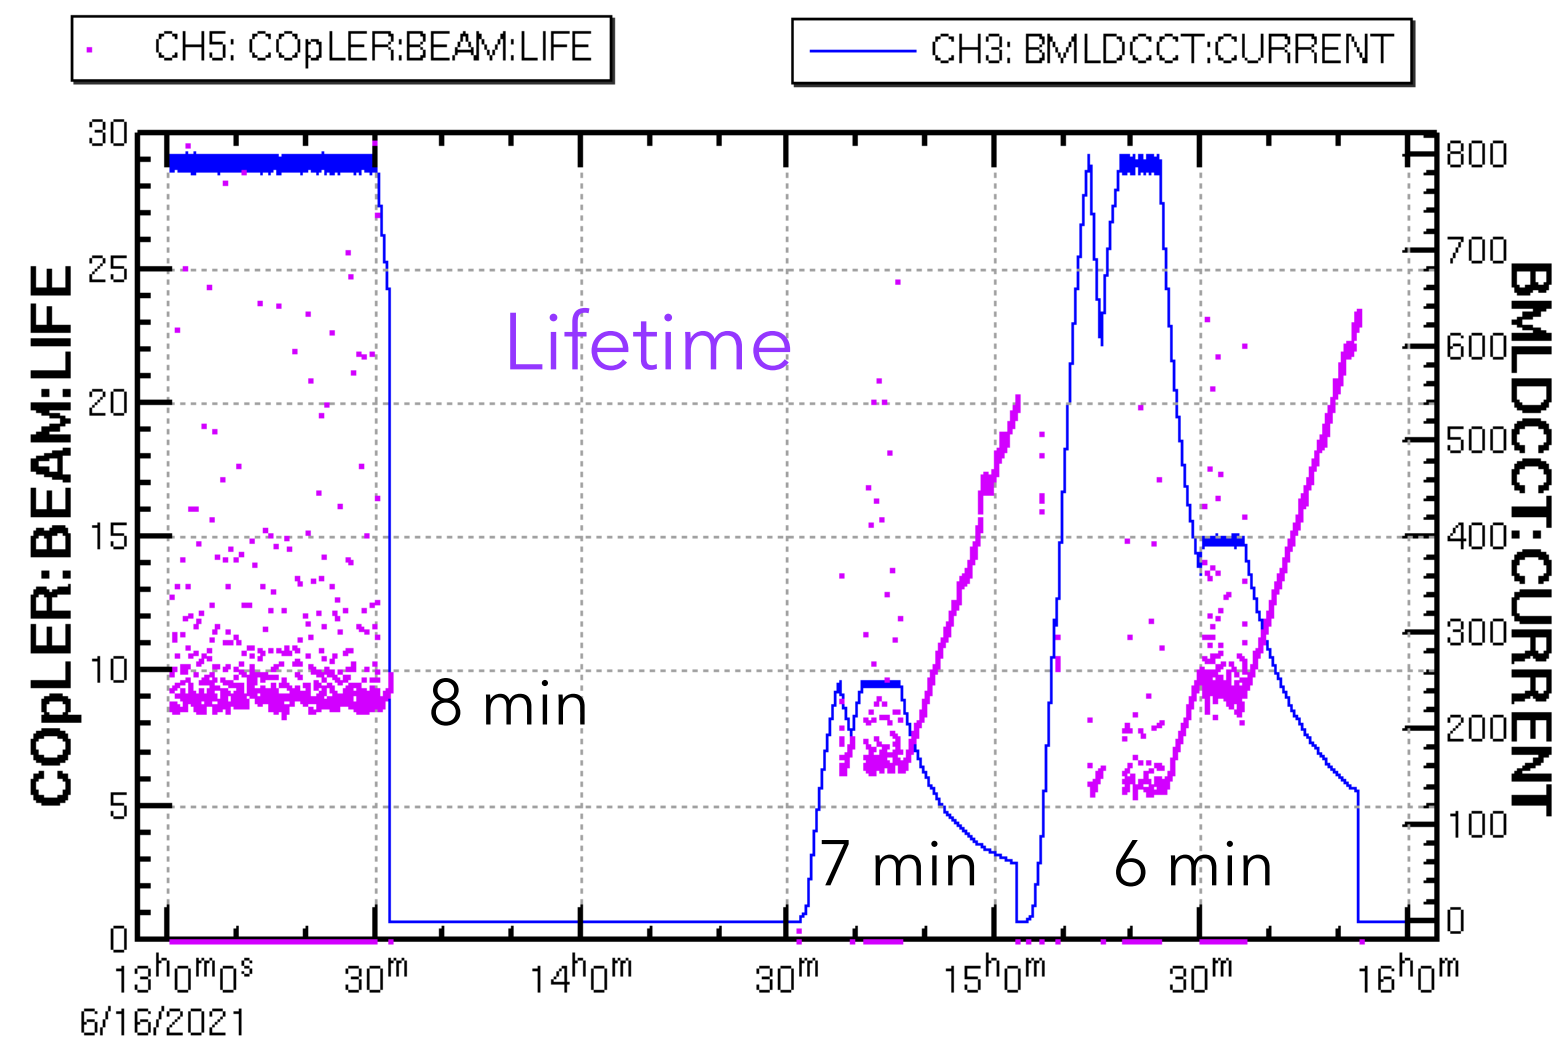 CH5: COpLER:BEAM:LIFE
CH3: BMLDCCT:CURRENT
COpLER:BEAM:LIFE
30
25
20
15
10
5
0
Lifetime
8 min
7 min
6 min
800
700
600
500
400
300
200
100
0
BMLDCCT:CURRENT
13h0m0s 30m 14h0m 30m 15h0m 30m 16h0m
6/16/2021